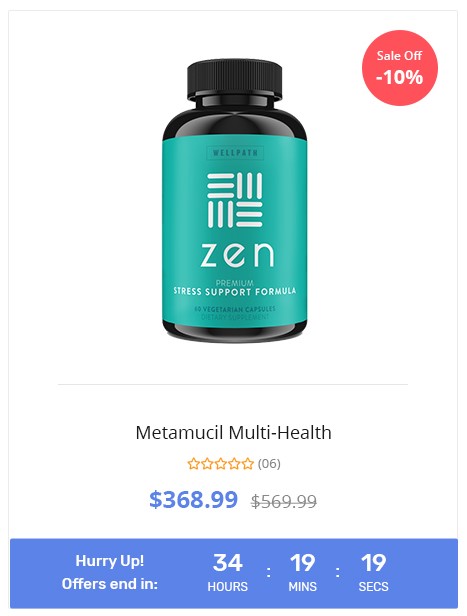 Sale Off
-10%
WELLPATH
zen
PREMIUM
STRESS SUPPORT FORMULA
60 VEGETARIAN CAPSULES
DIETARY SUPPLEMENT
Metamucil Multi-Health
(06)
$368.99 $569.99
Hurry Up!
Offers end in:
34 : 19 : 19
HOURS MINS SECS